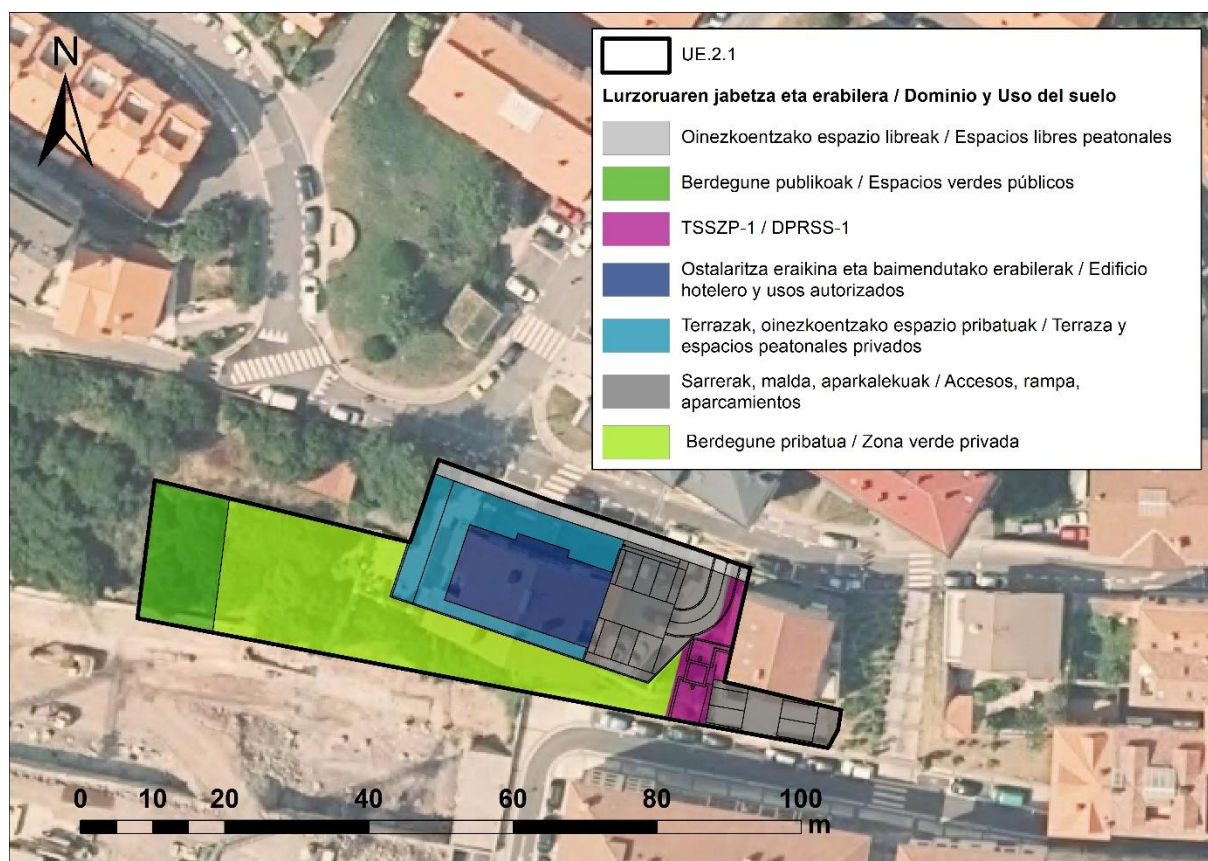 N
UE.2.1
Lurzoruaren jabetza eta erabilera / Dominio y Uso del suelo
Oinezkoentzako espazio libreak / Espacios libres peatonales
Berdegune publikoak / Espacios verdes públicos
TSSZP-1 / DPRSS-1
Ostalaritza eraikina eta baimendutako erabilerak / Edificio
hotelero y usos autorizados
Terrazak, oinezkoentzako espazio pribatuak / Terraza y
espacios peatonales privados
Sarrerak, malda, aparkalekuak / Accesos, rampa,
aparcamientos
Berdegune pribatua / Zona verde privada
0 10 20 40 60 80 100
m